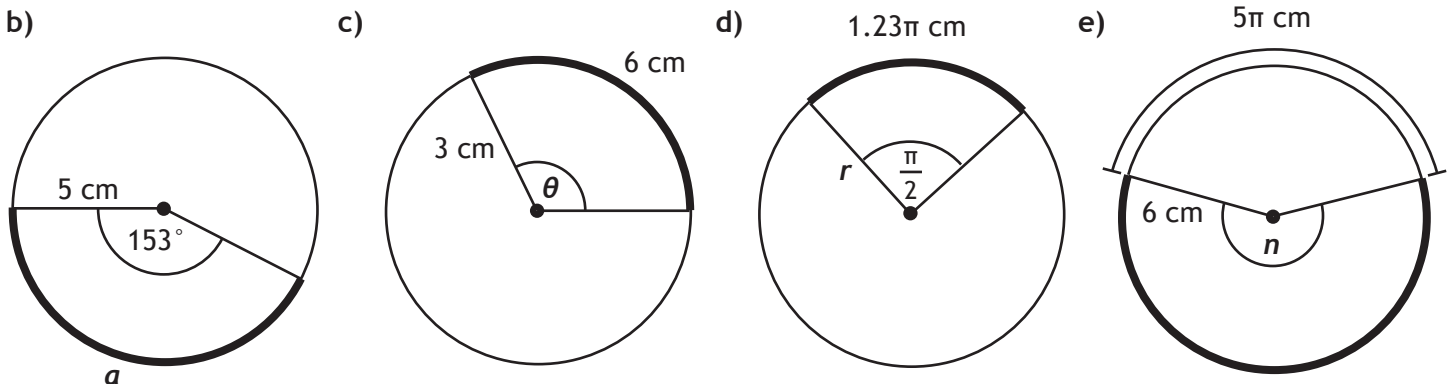 b)
5 cm
153°
a
c)
6 cm
3 cm
θ
d)
1.23π cm
r
π
2
e)
5π cm
6 cm
n